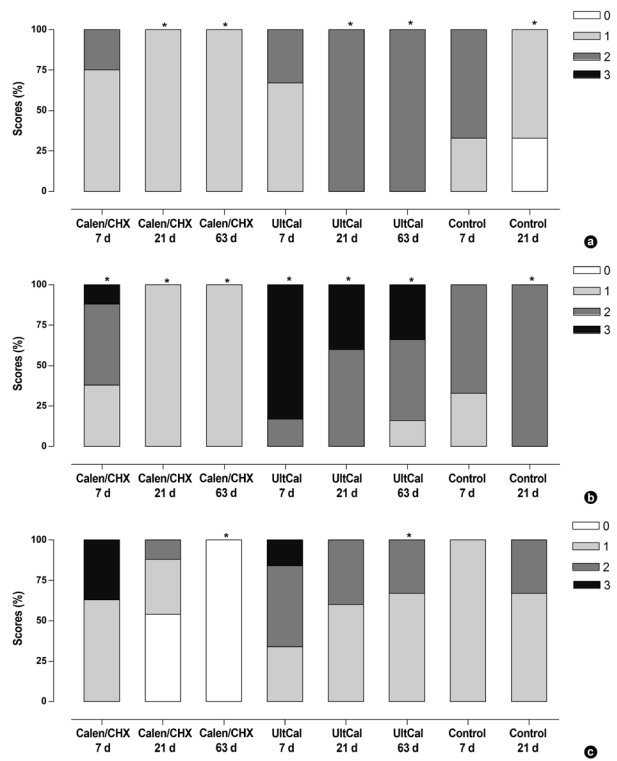 0
1
2
3
* * * * *
100
75
50
25
0
Scores (%)
Calen/CHX 7 d
Calen/CHX 21 d
Calen/CHX 63 d
UltCal 7 d
UltCal 21 d
UltCal 63 d
Control 7 d
Control 21 d
a
0
1
2
3
* * * * * * *
100
75
50
25
0
Scores (%)
Calen/CHX 7 d
Calen/CHX 21 d
Calen/CHX 63 d
UltCal 7 d
UltCal 21 d
UltCal 63 d
Control 7 d
Control 21 d
b
0
1
2
3
* *
100
75
50
25
0
Scores (%)
Calen/CHX 7 d
Calen/CHX 21 d
Calen/CHX 63 d
UltCal 7 d
UltCal 21 d
UltCal 63 d
Control 7 d
Control 21 d
c